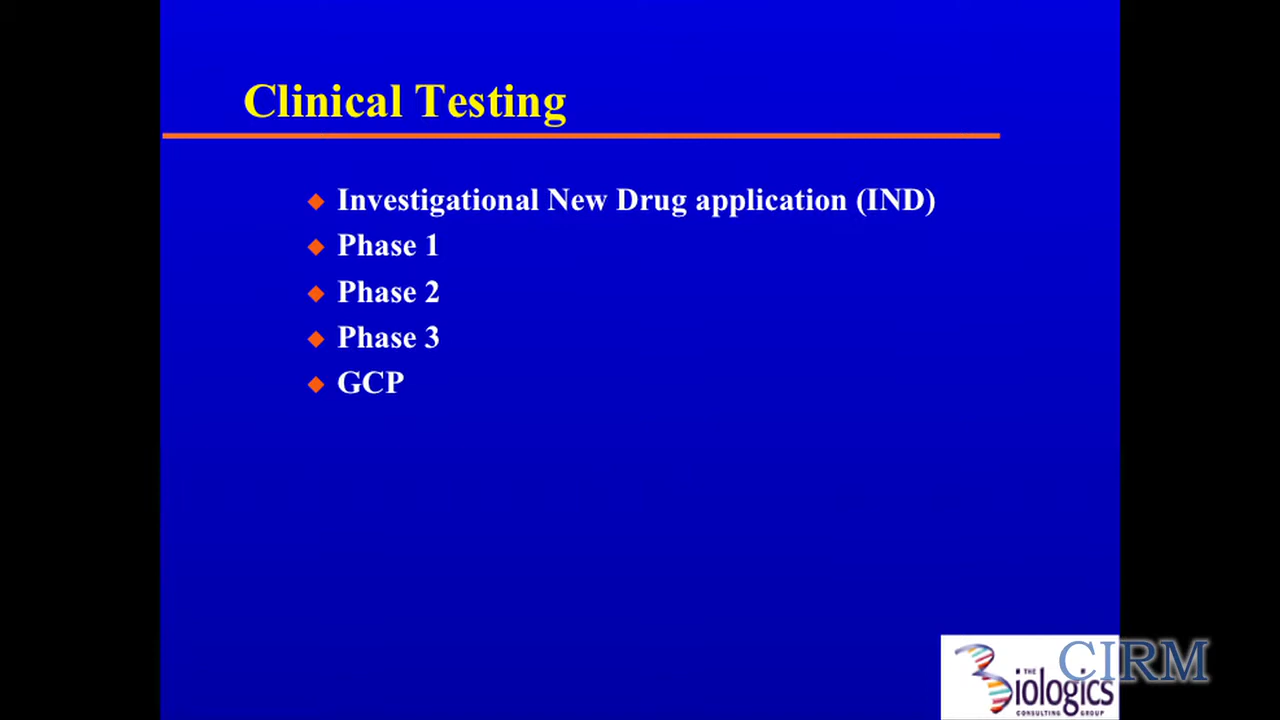 Clinical Testing
Investigational New Drug application (IND)
Phase 1
Phase 2
Phase 3
GCP
CIRM
THE
Biologics
CONSULTING GROUP